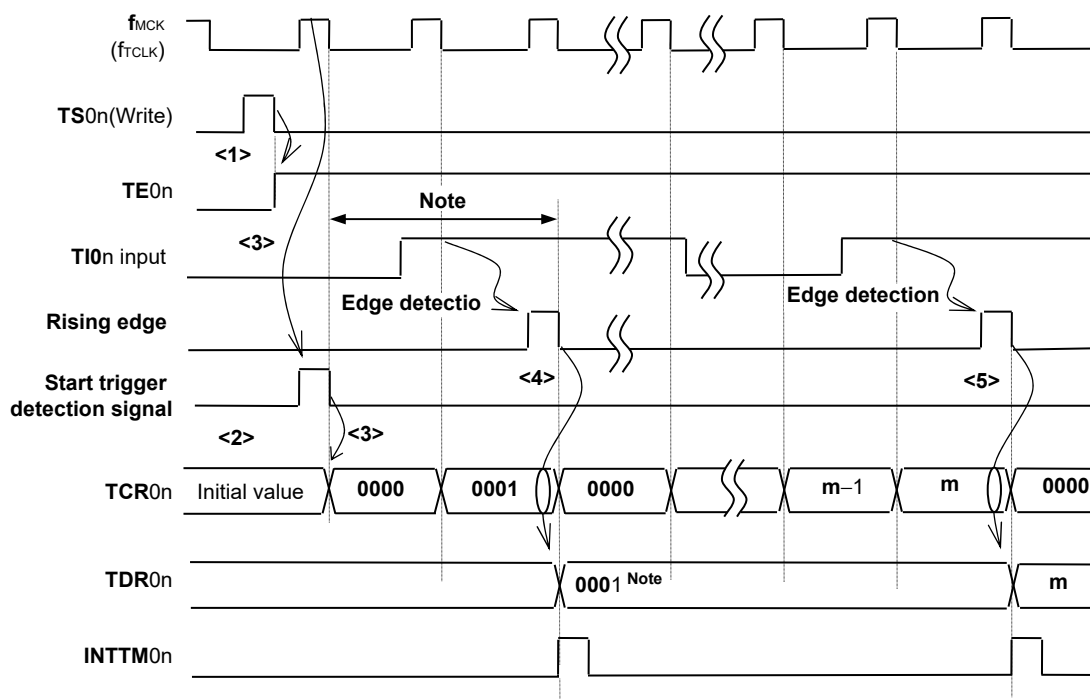 fMCK
(fTCLK)
TS0n(Write)
<1>
TE0n
Note
<3>
TI0n input
Edge detectio
Edge detection
Rising edge
<4>
<5>
Start trigger
detection signal
<2>
<3>
TCR0n
Initial value
0000
0001
0000
m−1
m
0000
TDR0n
0001 Note
m
INTTM0n